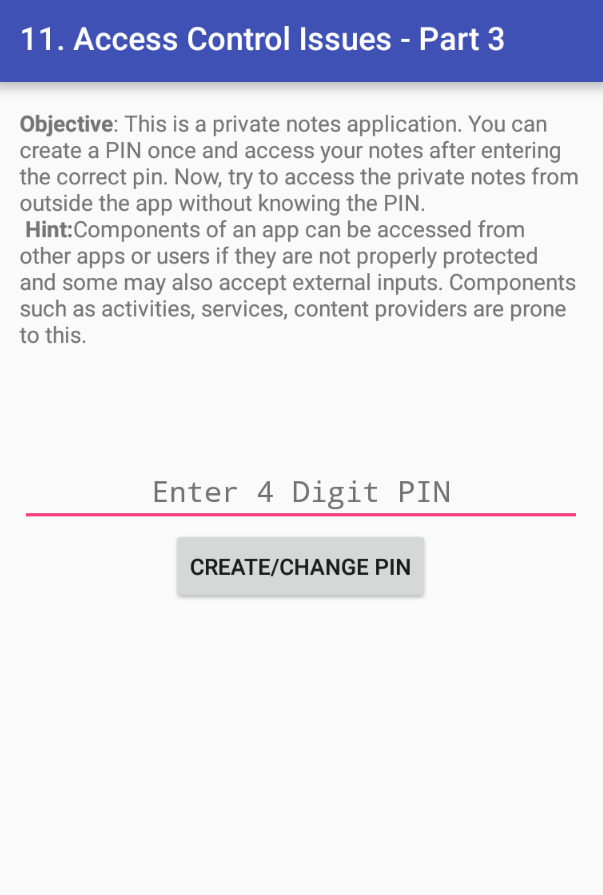 11. Access Control Issues - Part 3
Objective: This is a private notes application. You can
create a PIN once and access your notes after entering
the correct pin. Now, try to access the private notes from
outside the app without knowing the PIN.
Hint:Components of an app can be accessed from
other apps or users if they are not properly protected
and some may also accept external inputs. Components
such as activities, services, content providers are prone
to this.
Enter 4 Digit PIN
CREATE/CHANGE PIN